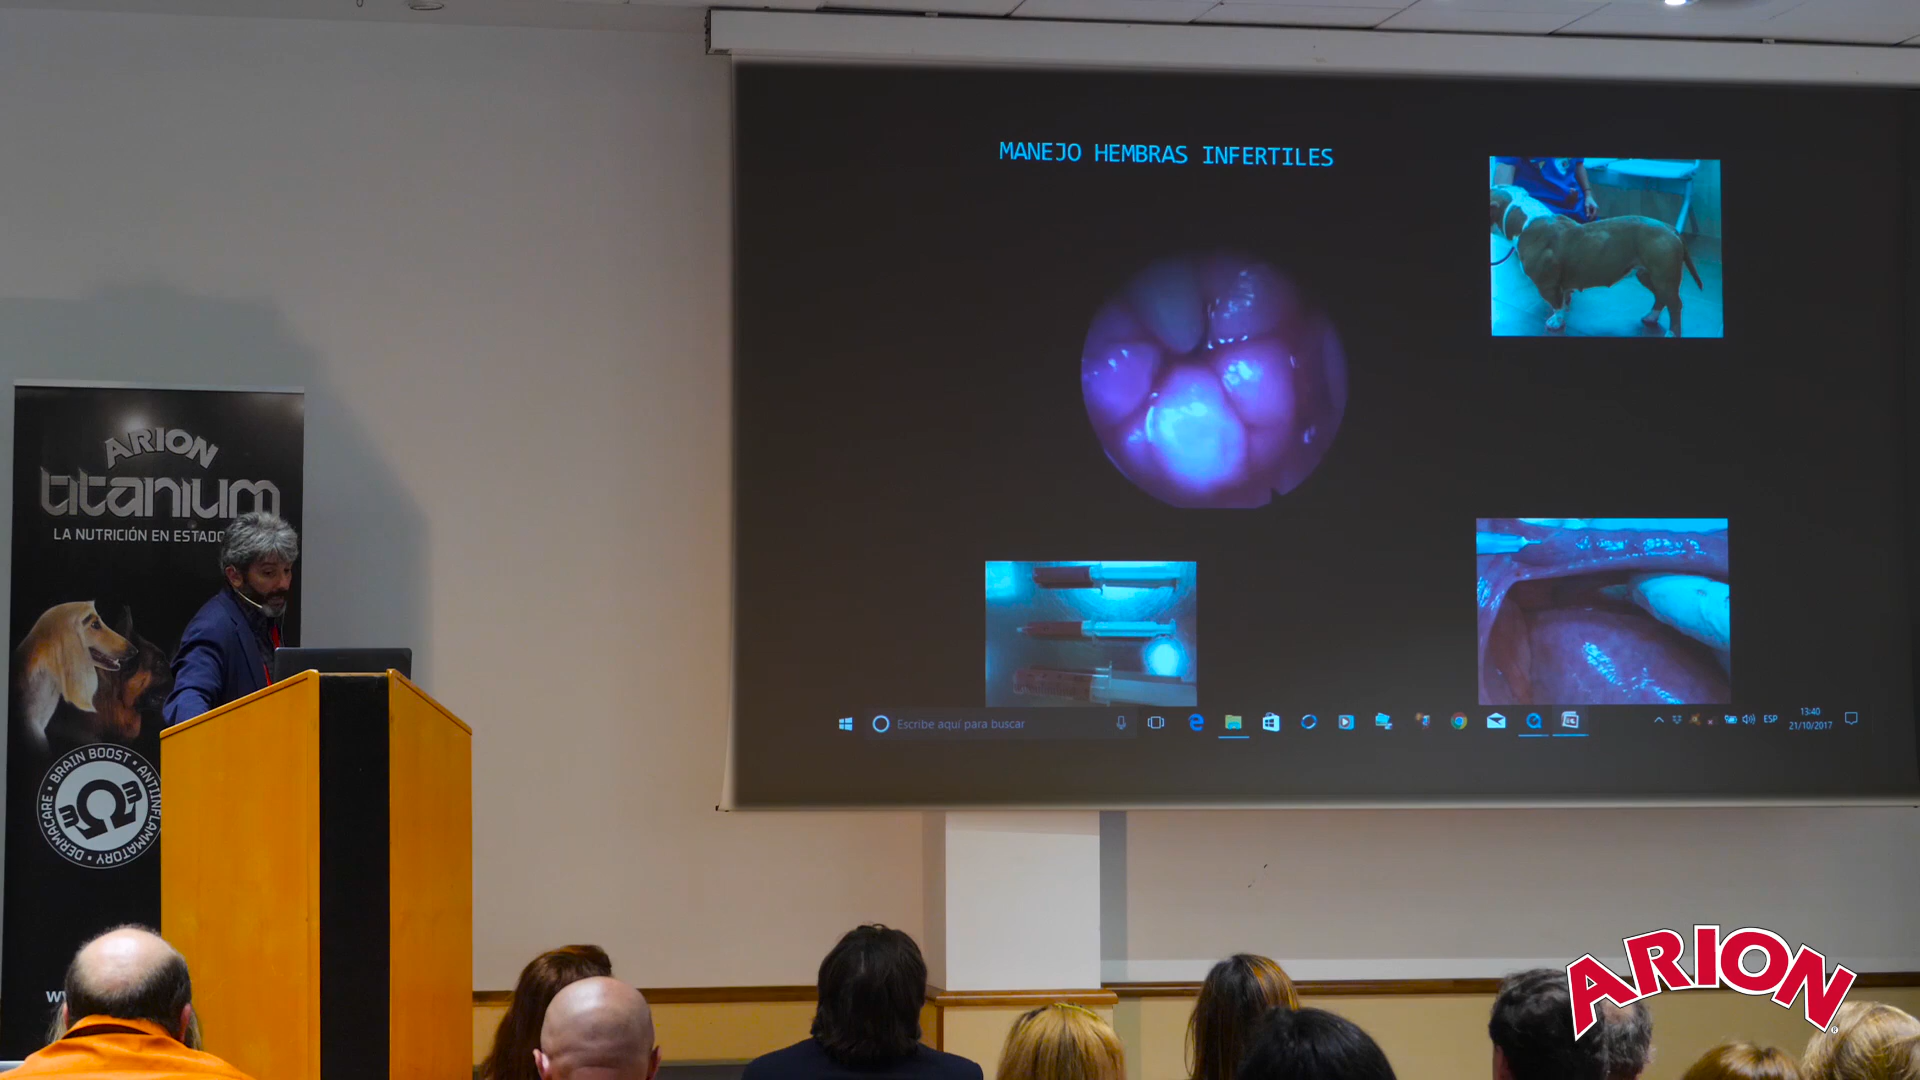 MANEJO HEMBRAS INFERTILES
Escribe aquí para buscar
ESP
13:40
21/10/2017
ARION
titanium
LA NUTRICIÓN EN ESTADO
BRAIN BOOST • ANTIINFLAMMATORY • DERMACARE •
3Ω3
ARION
®